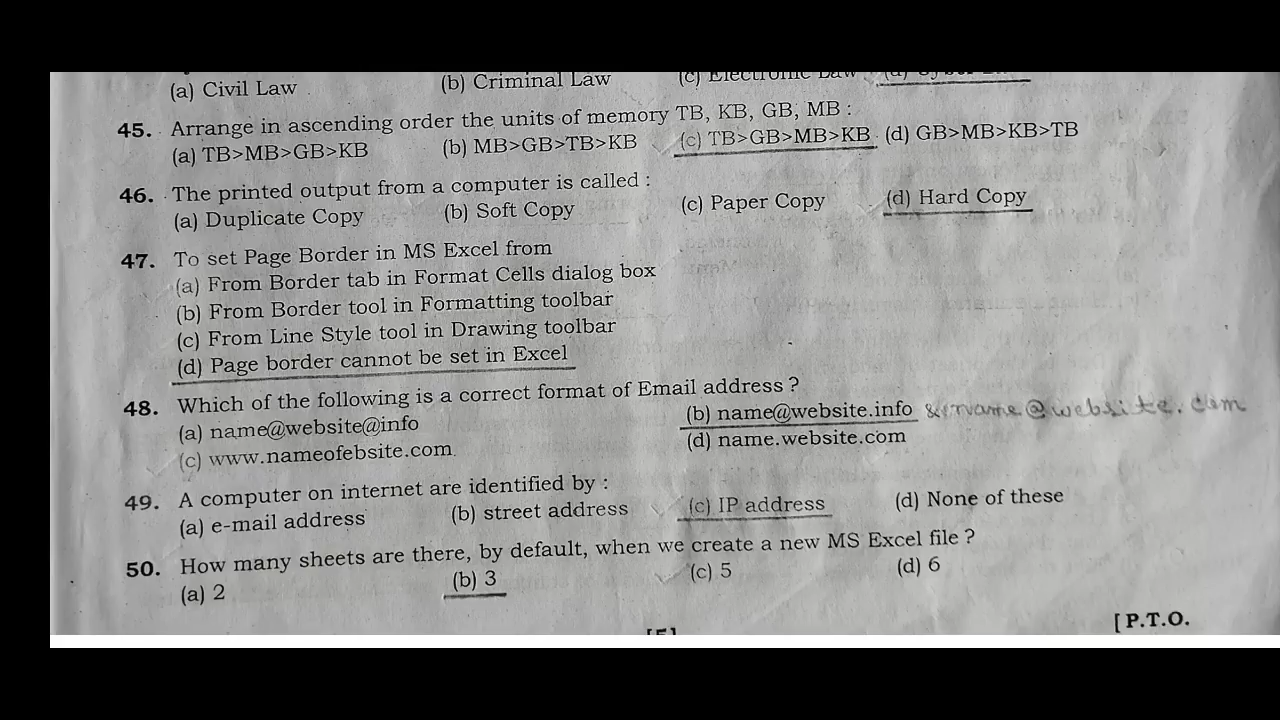 (a) Civil Law (b) Criminal Law (c) Electronic Law (d) Cyber
45. Arrange in ascending order the units of memory TB, KB, GB, MB :
(a) TB>MB>GB>KB (b) MB>GB>TB>KB (c) TB>GB>MB>KB (d) GB>MB>KB>TB
46. The printed output from a computer is called :
(a) Duplicate Copy (b) Soft Copy (c) Paper Copy (d) Hard Copy
47. To set Page Border in MS Excel from
(a) From Border tab in Format Cells dialog box
(b) From Border tool in Formatting toolbar
(c) From Line Style tool in Drawing toolbar
(d) Page border cannot be set in Excel
48. Which of the following is a correct format of Email address ?
(a) name@website@info (b) name@website.info & name@website.com
(c) www.nameofebsite.com (d) name.website.com
49. A computer on internet are identified by :
(a) e-mail address (b) street address (c) IP address (d) None of these
50. How many sheets are there, by default, when we create a new MS Excel file ?
(a) 2 (b) 3 (c) 5 (d) 6
[5]
[ P.T.O.